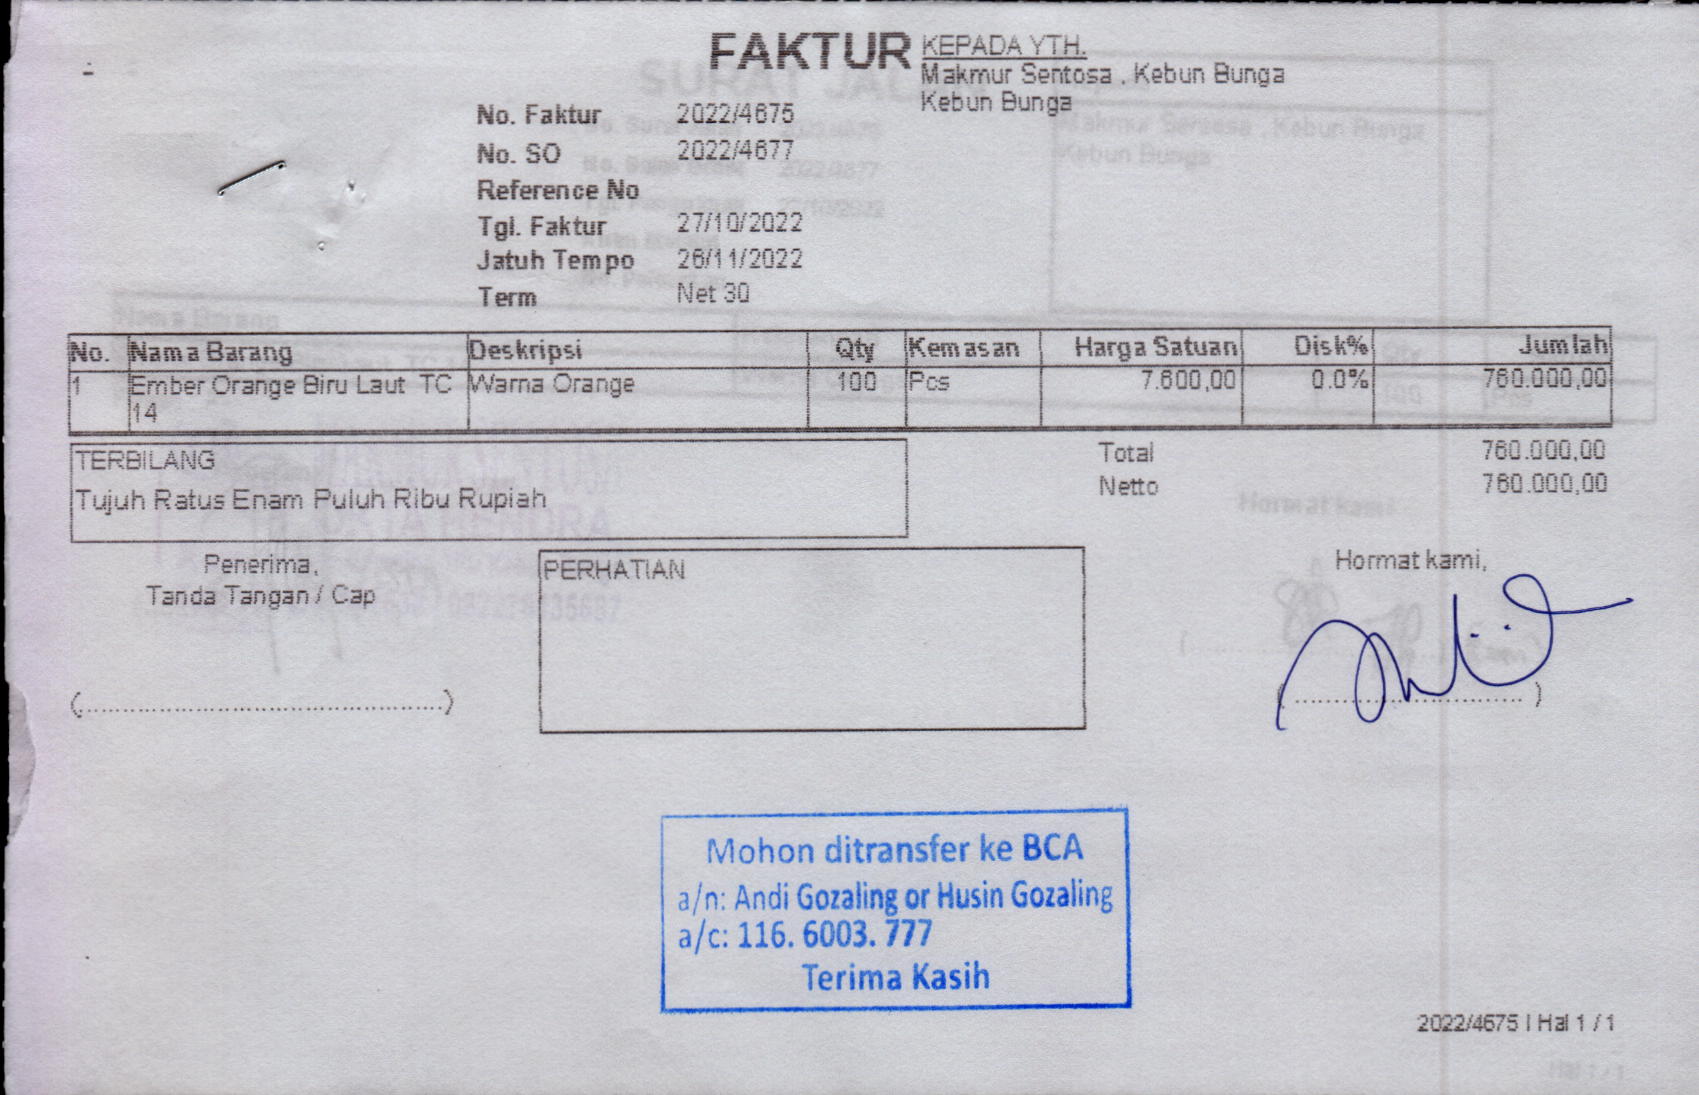 FAKTUR
KEPADA YTH.
Makmur Sentosa , Kebun Bunga
Kebun Bunga
No. Faktur 2022/4675
No. SO 2022/4677
Reference No
Tgl. Faktur 27/10/2022
Jatuh Tempo 26/11/2022
Term Net 30
No. Nama Barang Deskripsi Qty Kemasan Harga Satuan Disk% Jumlah
1 Ember Orange Biru Laut TC Warna Orange 100 Pcs 7.600,00 0.0% 760.000,00
14
TERBILANG
Tujuh Ratus Enam Puluh Ribu Rupiah
Total 760.000,00
Netto 760.000,00
Penerima,
Tanda Tangan / Cap
(..............................................)
PERHATIAN
Hormat kami,
(..............................)
Mohon ditransfer ke BCA
a/n: Andi Gozaling or Husin Gozaling
a/c: 116. 6003. 777
Terima Kasih
2022/4675 | Hal 1 / 1